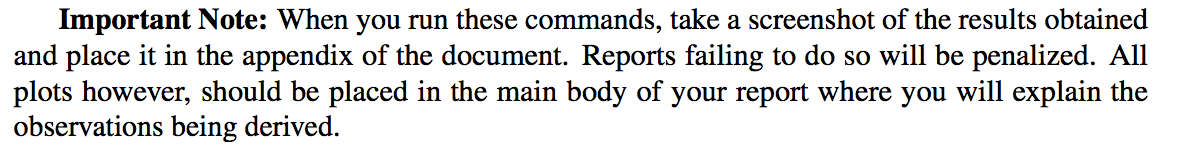 Important Note: When you run these commands, take a screenshot of the results obtained
and place it in the appendix of the document. Reports failing to do so will be penalized. All
plots however, should be placed in the main body of your report where you will explain the
observations being derived.